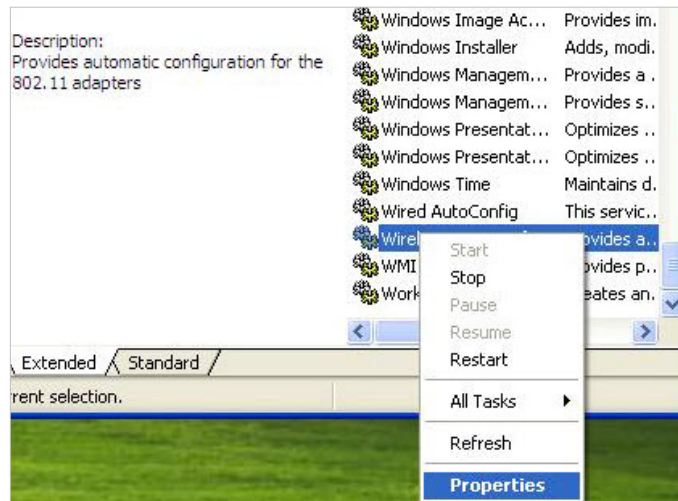 Description:
Provides automatic configuration for the
802.11 adapters
Windows Image Ac... Provides im.
Windows Installer Adds, modi.
Windows Managem... Provides a .
Windows Managem... Provides s..
Windows Presentat... Optimizes ..
Windows Presentat... Optimizes ..
Windows Time Maintains d.
Wired AutoConfig This servic..
Wirel ovides a..
WMI ovides p..
Work eates an.
Start
Stop
Pause
Resume
Restart
All Tasks
Refresh
Properties
Extended Standard
rrent selection.